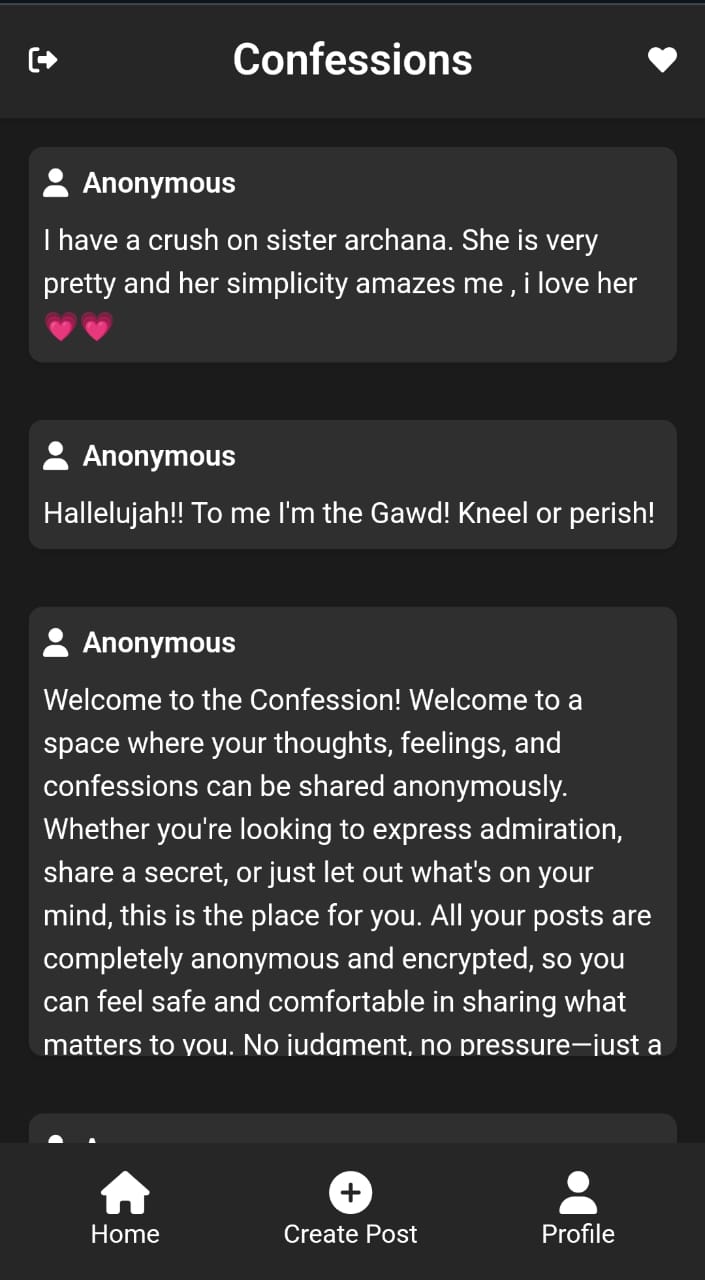 Confessions
Anonymous
I have a crush on sister archana. She is very
pretty and her simplicity amazes me , i love her
💗💗
Anonymous
Hallelujah!! To me I'm the Gawd! Kneel or perish!
Anonymous
Welcome to the Confession! Welcome to a
space where your thoughts, feelings, and
confessions can be shared anonymously.
Whether you're looking to express admiration,
share a secret, or just let out what's on your
mind, this is the place for you. All your posts are
completely anonymous and encrypted, so you
can feel safe and comfortable in sharing what
matters to you. No judgment, no pressure—just a
Home
Create Post
Profile